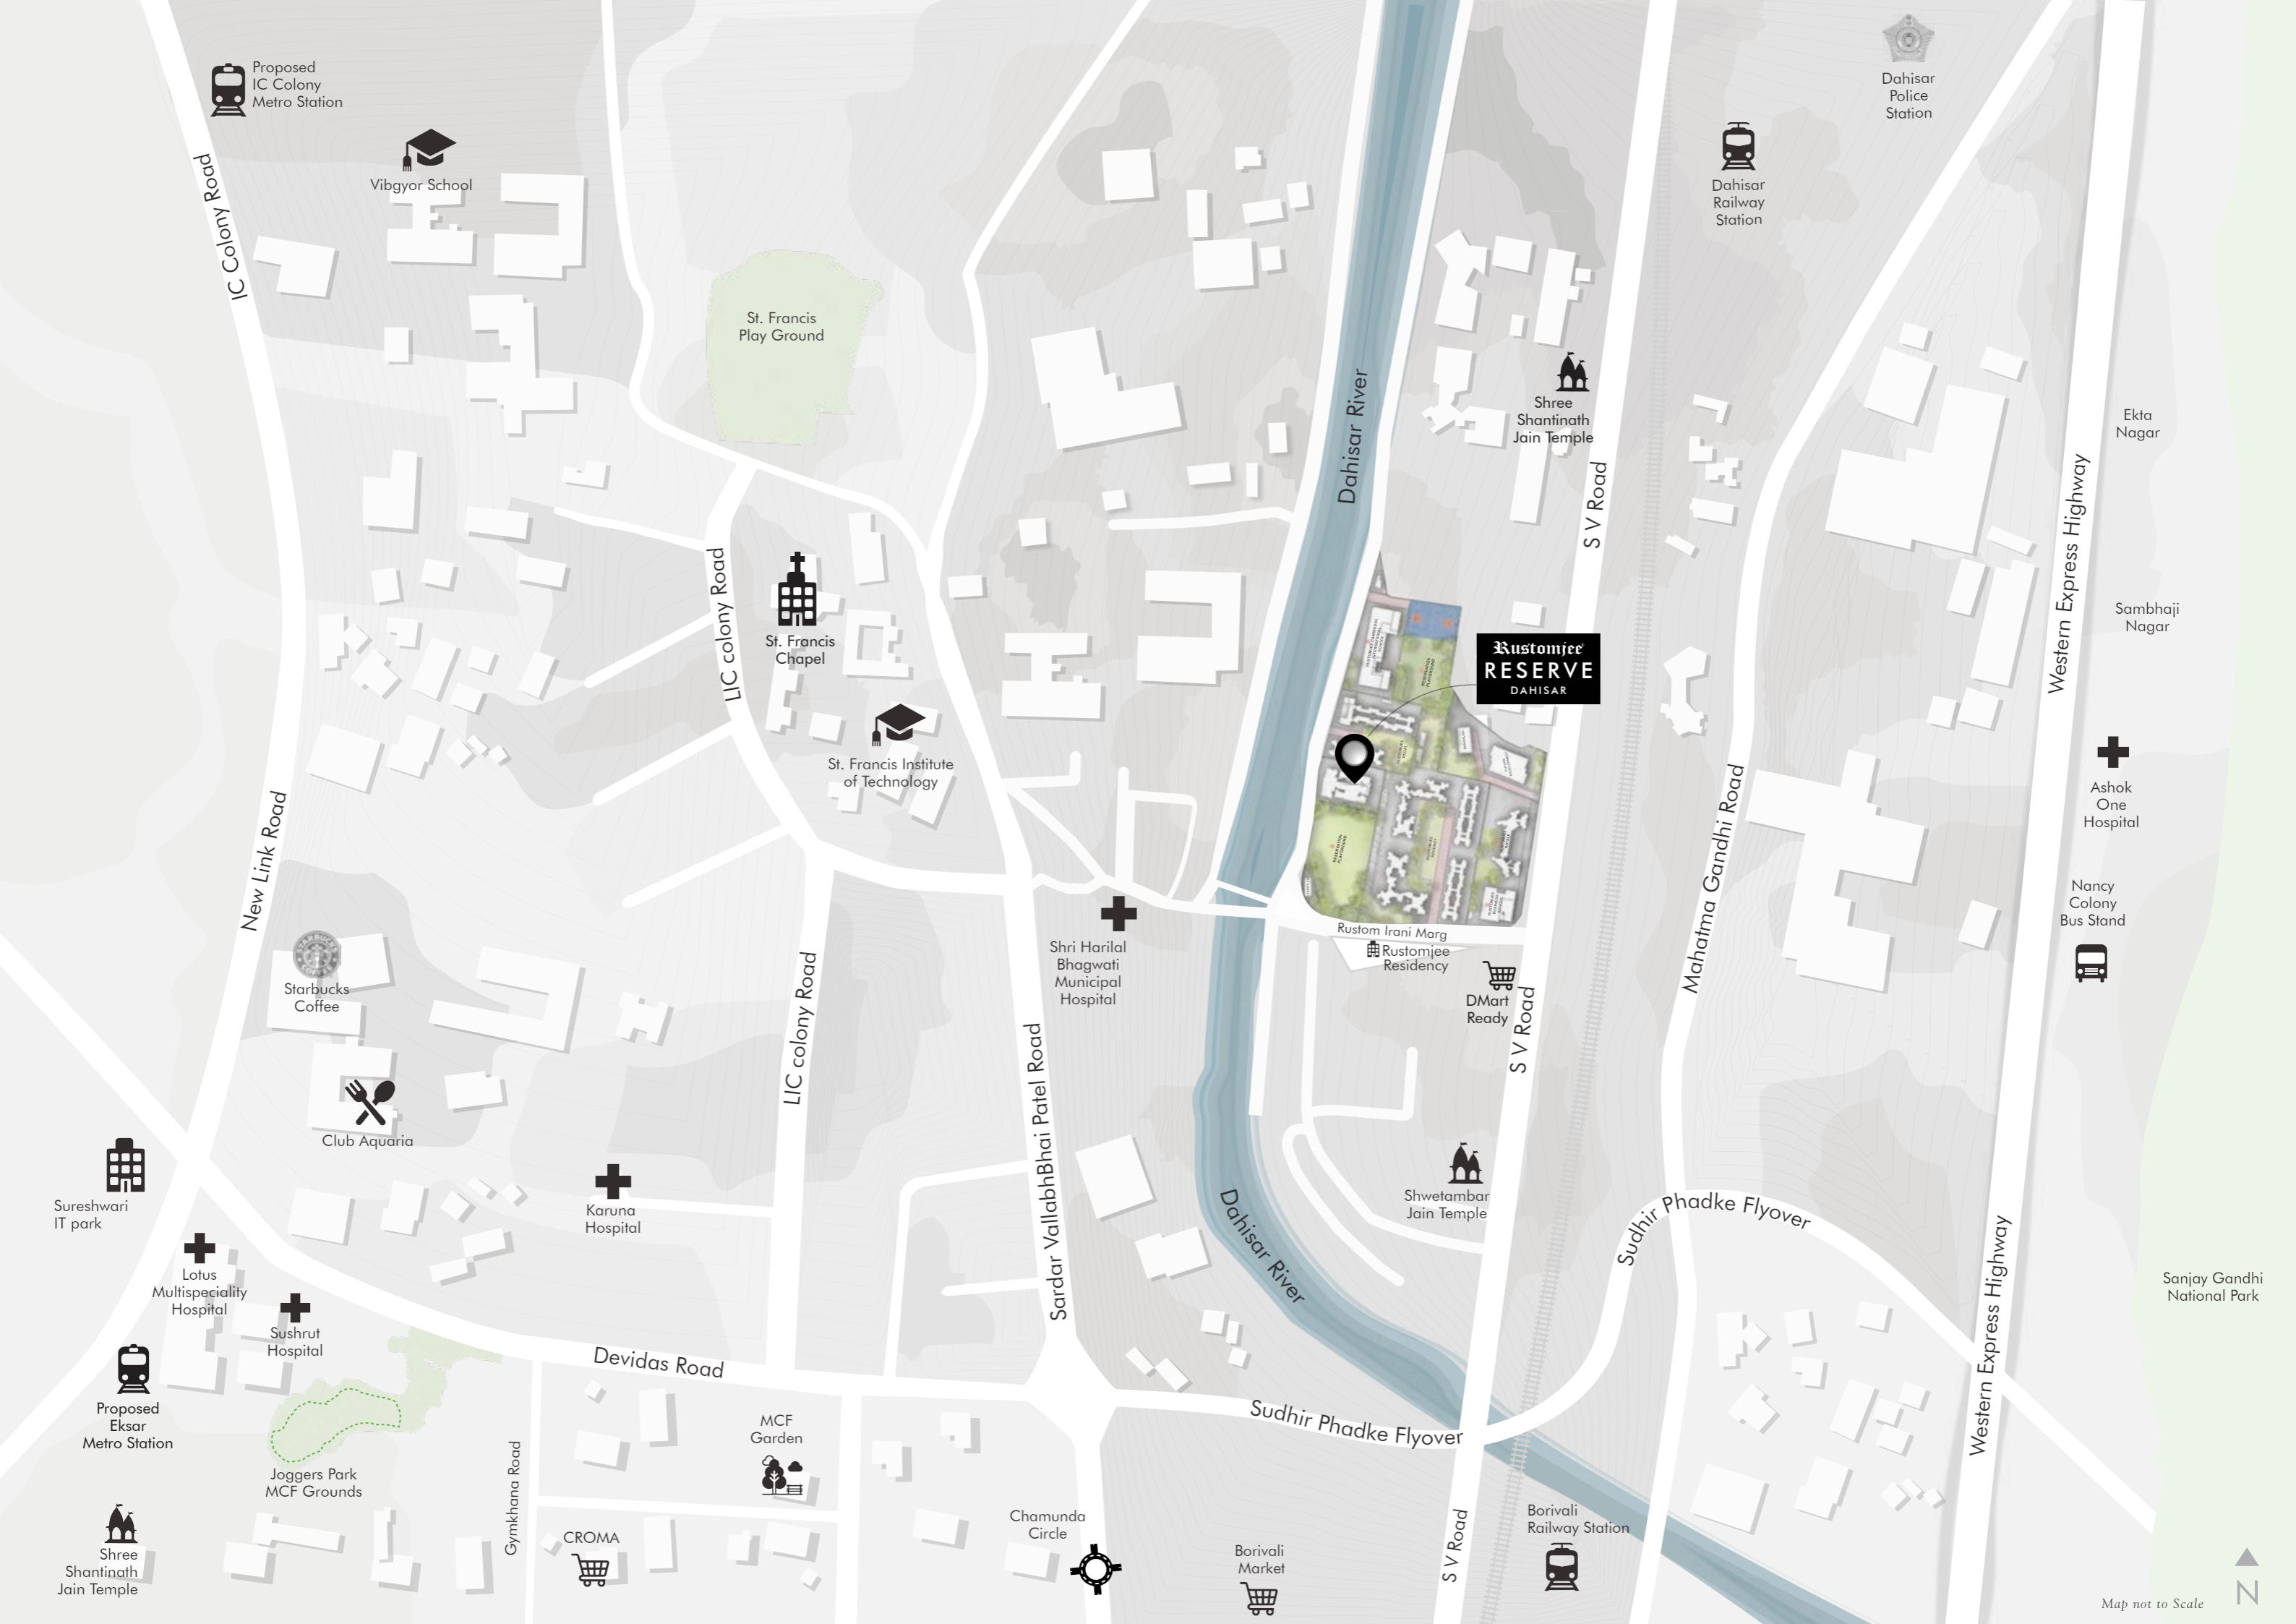 Proposed
IC Colony
Metro Station
Vibgyor School
IC Colony Road
St. Francis
Play Ground
Dahisar
Police
Station
Dahisar
Railway
Station
Dahisar River
Shree
Shantinath
Jain Temple
S V Road
Ekta
Nagar
Western Express Highway
Sambhaji
Nagar
LIC colony Road
St. Francis
Chapel
Rustomjee
RESERVE
DAHISAR
St. Francis Institute
of Technology
New Link Road
Mahatma Gandhi Road
Ashok
One
Hospital
Nancy
Colony
Bus Stand
Starbucks
Coffee
LIC colony Road
Shri Harilal
Bhagwati
Municipal
Hospital
Rustom Irani Marg
Rustomjee
Residency
DMart
Ready
S V Road
Club Aquaria
Sardar VallabhBhai Patel Road
Sureshwari
IT park
Karuna
Hospital
Shwetambar
Jain Temple
Dahisar River
Sudhir Phadke Flyover
Western Express Highway
Sanjay Gandhi
National Park
Lotus
Multispeciality
Hospital
Sushrut
Hospital
Devidas Road
Proposed
Eksar
Metro Station
MCF
Garden
Sudhir Phadke Flyover
Joggers Park
MCF Grounds
Gymkhana Road
CROMA
Chamunda
Circle
Borivali
Market
S V Road
Borivali
Railway Station
Shree
Shantinath
Jain Temple
Map not to Scale
N